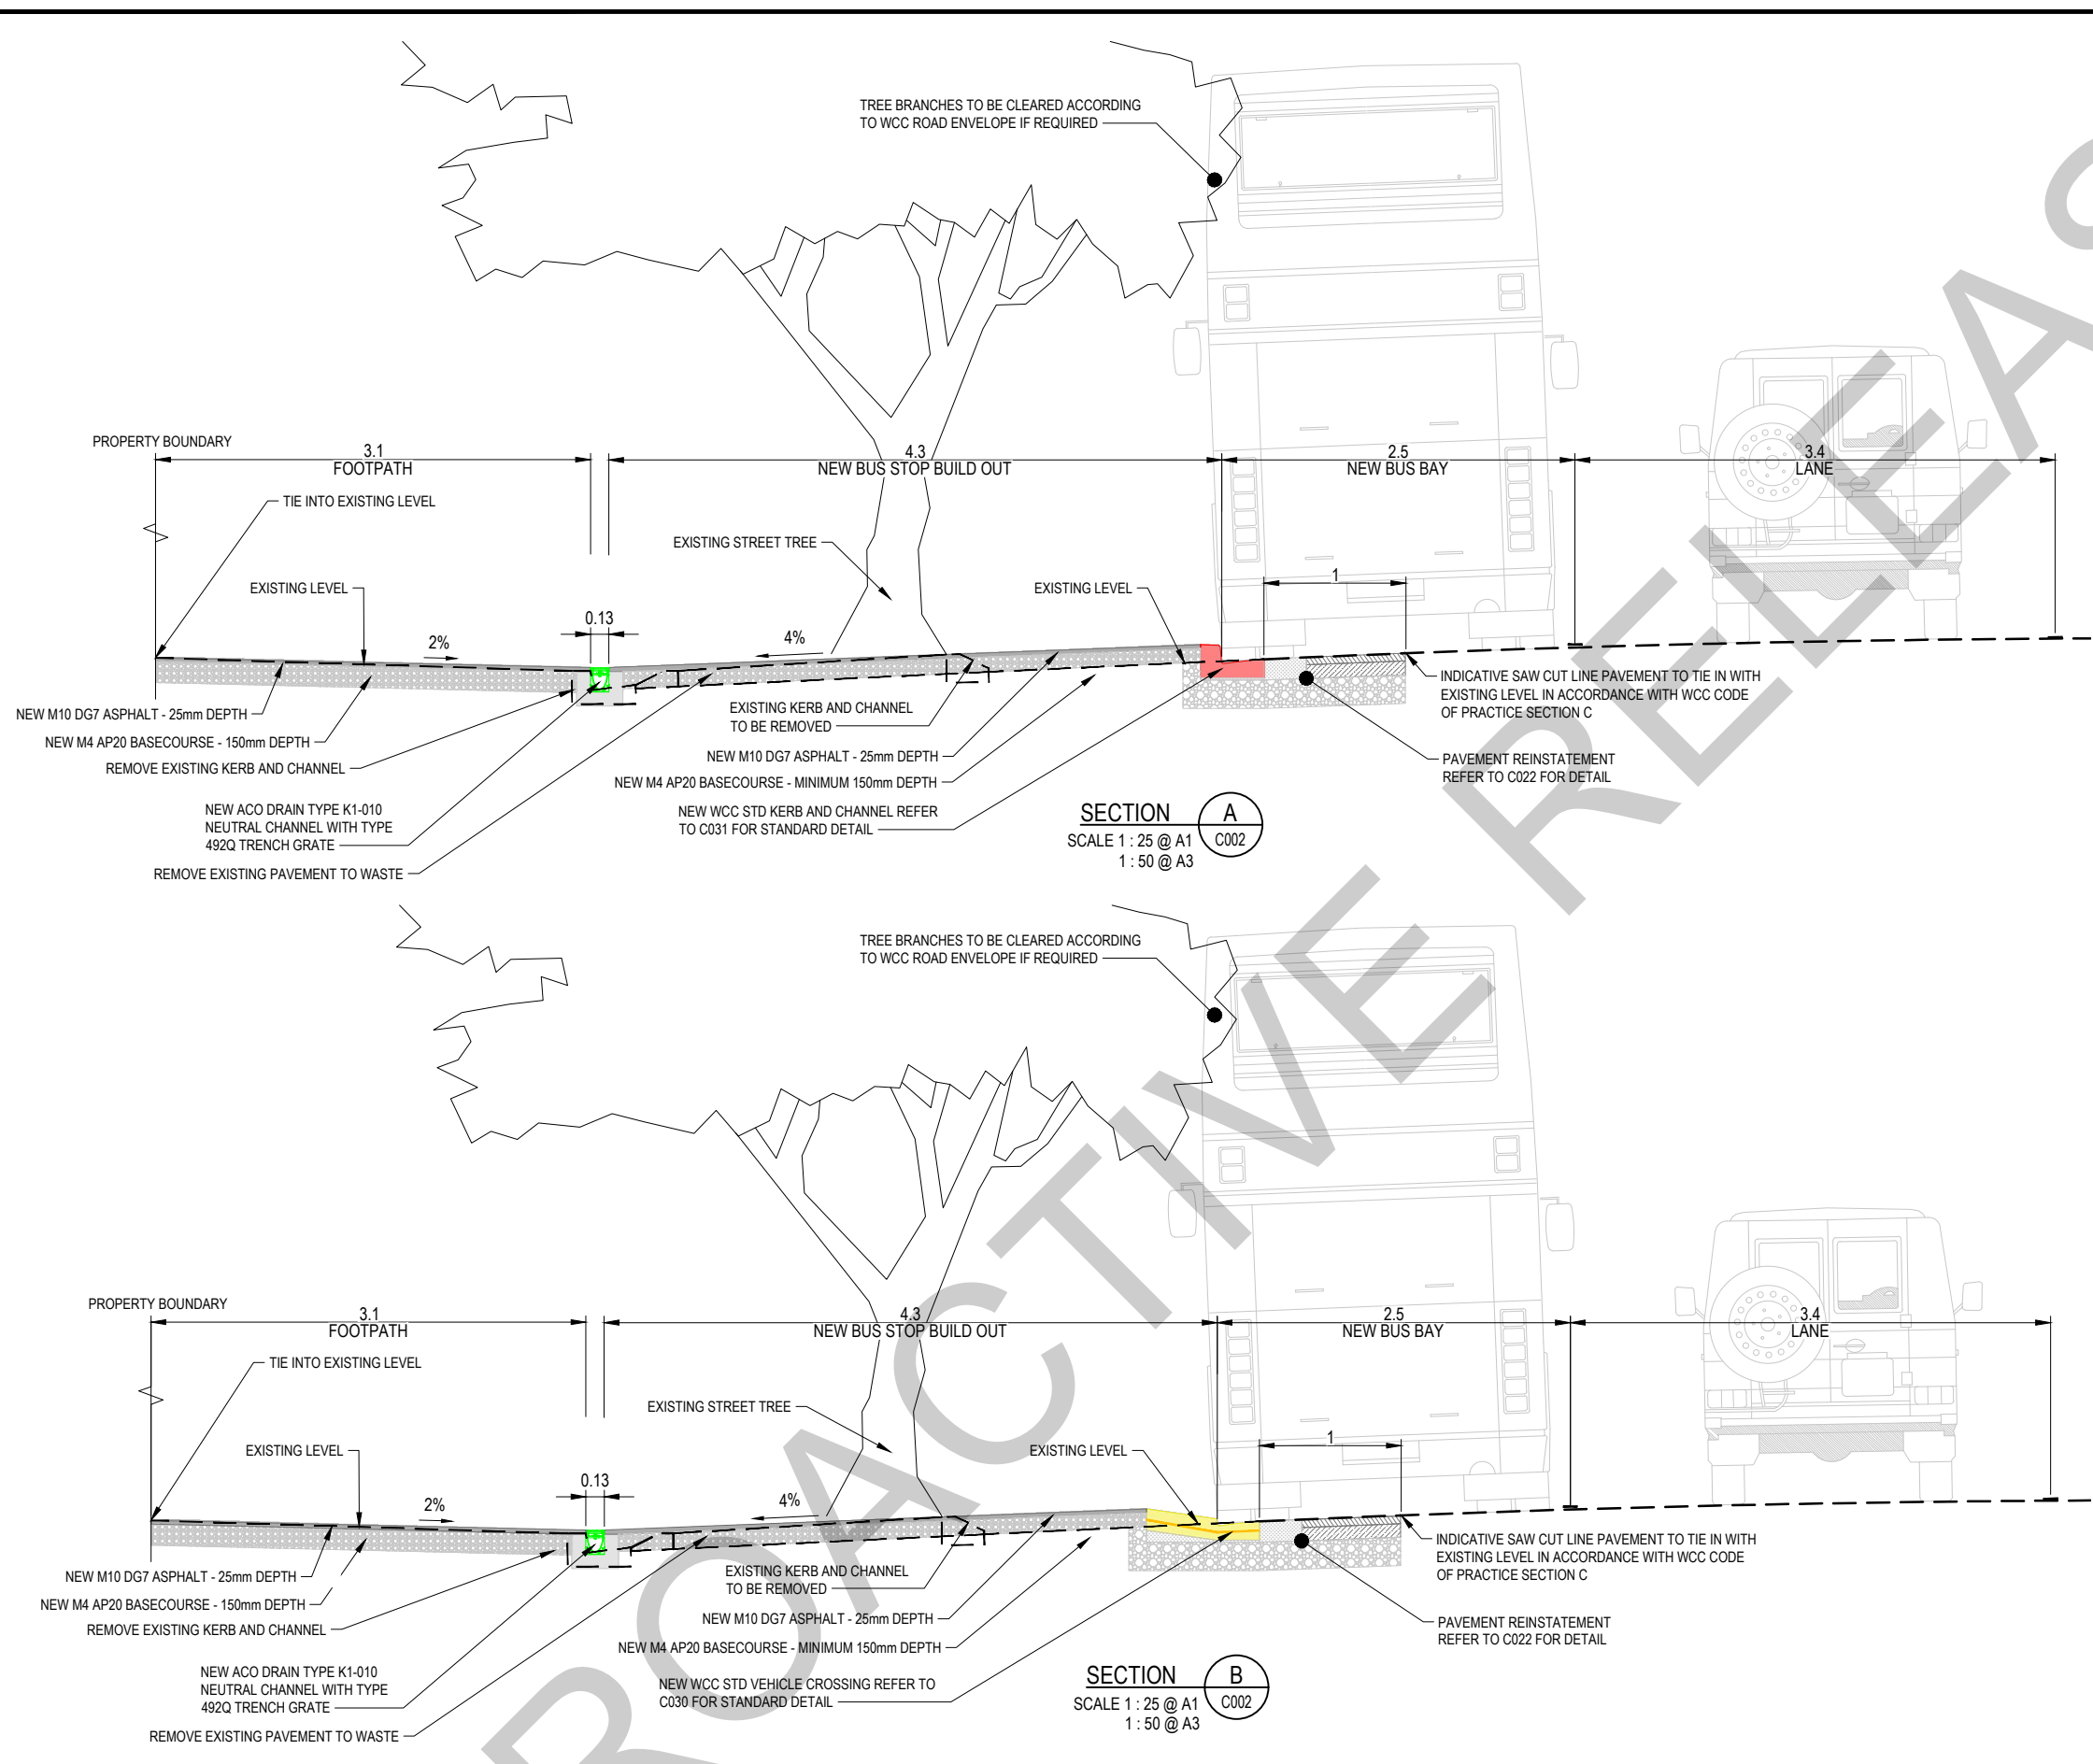 TREE BRANCHES TO BE CLEARED ACCORDING
TO WCC ROAD ENVELOPE IF REQUIRED
PROPERTY BOUNDARY
3.1
FOOTPATH
4.3
NEW BUS STOP BUILD OUT
2.5
NEW BUS BAY
3.4
LANE
TIE INTO EXISTING LEVEL
EXISTING STREET TREE
EXISTING LEVEL
EXISTING LEVEL
1
0.13
2%
4%
NEW M10 DG7 ASPHALT - 25mm DEPTH
NEW M4 AP20 BASECOURSE - 150mm DEPTH
REMOVE EXISTING KERB AND CHANNEL
NEW ACO DRAIN TYPE K1-010
NEUTRAL CHANNEL WITH TYPE
492Q TRENCH GRATE
REMOVE EXISTING PAVEMENT TO WASTE
EXISTING KERB AND CHANNEL
TO BE REMOVED
NEW M10 DG7 ASPHALT - 25mm DEPTH
NEW M4 AP20 BASECOURSE - MINIMUM 150mm DEPTH
NEW WCC STD KERB AND CHANNEL REFER
TO C031 FOR STANDARD DETAIL
INDICATIVE SAW CUT LINE PAVEMENT TO TIE IN WITH
EXISTING LEVEL IN ACCORDANCE WITH WCC CODE
OF PRACTICE SECTION C
PAVEMENT REINSTATEMENT
REFER TO C022 FOR DETAIL
SECTION A
SCALE 1 : 25 @ A1 C002
1 : 50 @ A3
TREE BRANCHES TO BE CLEARED ACCORDING
TO WCC ROAD ENVELOPE IF REQUIRED
PROPERTY BOUNDARY
3.1
FOOTPATH
4.3
NEW BUS STOP BUILD OUT
2.5
NEW BUS BAY
3.4
LANE
TIE INTO EXISTING LEVEL
EXISTING STREET TREE
EXISTING LEVEL
EXISTING LEVEL
1
0.13
2%
4%
NEW M10 DG7 ASPHALT - 25mm DEPTH
NEW M4 AP20 BASECOURSE - 150mm DEPTH
REMOVE EXISTING KERB AND CHANNEL
NEW ACO DRAIN TYPE K1-010
NEUTRAL CHANNEL WITH TYPE
492Q TRENCH GRATE
REMOVE EXISTING PAVEMENT TO WASTE
EXISTING KERB AND CHANNEL
TO BE REMOVED
NEW M10 DG7 ASPHALT - 25mm DEPTH
NEW M4 AP20 BASECOURSE - MINIMUM 150mm DEPTH
NEW WCC STD VEHICLE CROSSING REFER TO
C030 FOR STANDARD DETAIL
INDICATIVE SAW CUT LINE PAVEMENT TO TIE IN WITH
EXISTING LEVEL IN ACCORDANCE WITH WCC CODE
OF PRACTICE SECTION C
PAVEMENT REINSTATEMENT
REFER TO C022 FOR DETAIL
SECTION B
SCALE 1 : 25 @ A1 C002
1 : 50 @ A3
ROACTIVE RELEAS